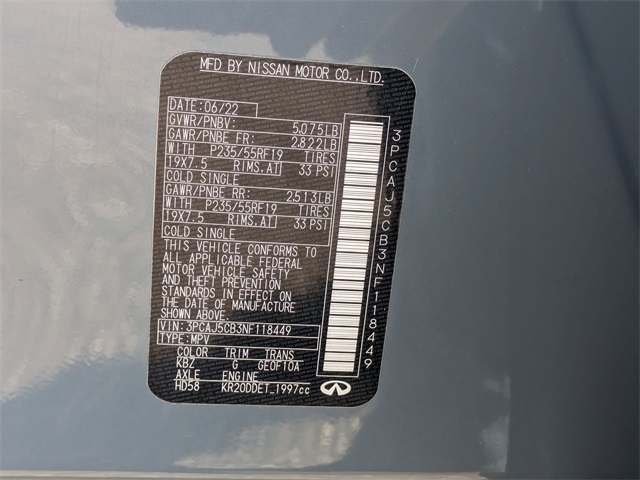 MFD BY NISSAN MOTOR CO.,LTD.
DATE: 06/22
GVWR/PNBV: 5,075LB
GAWR/PNBE FR: 2,822LB
WITH P235/55RF19 TIRES
19X7.5 RIMS,AT 33 PSI
COLD SINGLE
GAWR/PNBE RR: 2,513LB
WITH P235/55RF19 TIRES
19X7.5 RIMS,AT 33 PSI
COLD SINGLE
THIS VEHICLE CONFORMS TO
ALL APPLICABLE FEDERAL
MOTOR VEHICLE SAFETY
AND THEFT PREVENTION
STANDARDS IN EFFECT ON
THE DATE OF MANUFACTURE
SHOWN ABOVE.
VIN: 3PCAJ5CB3NF118449
TYPE: MPV
COLOR TRIM TRANS
KBZ G GE0F10A
AXLE ENGINE
HD58 KR20DDET 1997cc
3PCAJ5CB3NF118449